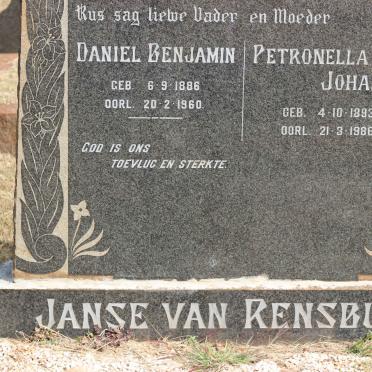 Rus sag liewe Vader en Moeder
DANIEL BENJAMIN
GEB. 6·9·1886
OORL. 20·2·1960.
GOD IS ONS
TOEVLUG EN STERKTE.
PETRONELLA
JOHA
GEB. 4·10·1893
OORL. 21·3·1986
JANSE VAN RENSBU